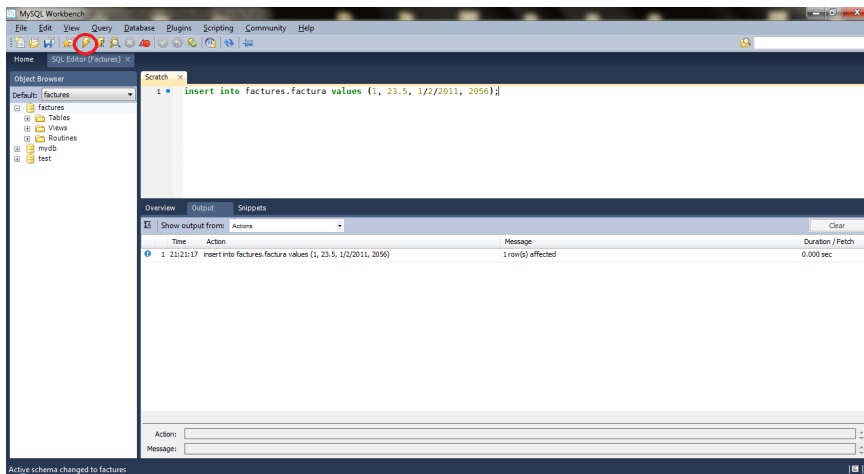 MySQL Workbench
File Edit View Query Database Plugins Scripting Community Help
Home SQL Editor (Factures) ×
Object Browser
Default: factures
factures
Tables
Views
Routines
mydb
test
Scratch ×
1 insert into factures.factura values (1, 23.5, 1/2/2011, 2056);
Overview Output Snippets
Show output from: Actions Clear
Time Action Message Duration / Fetch
1 21:21:17 insert into factures.factura values (1, 23.5, 1/2/2011, 2056) 1 row(s) affected 0.000 sec
Action:
Message:
Active schema changed to factures